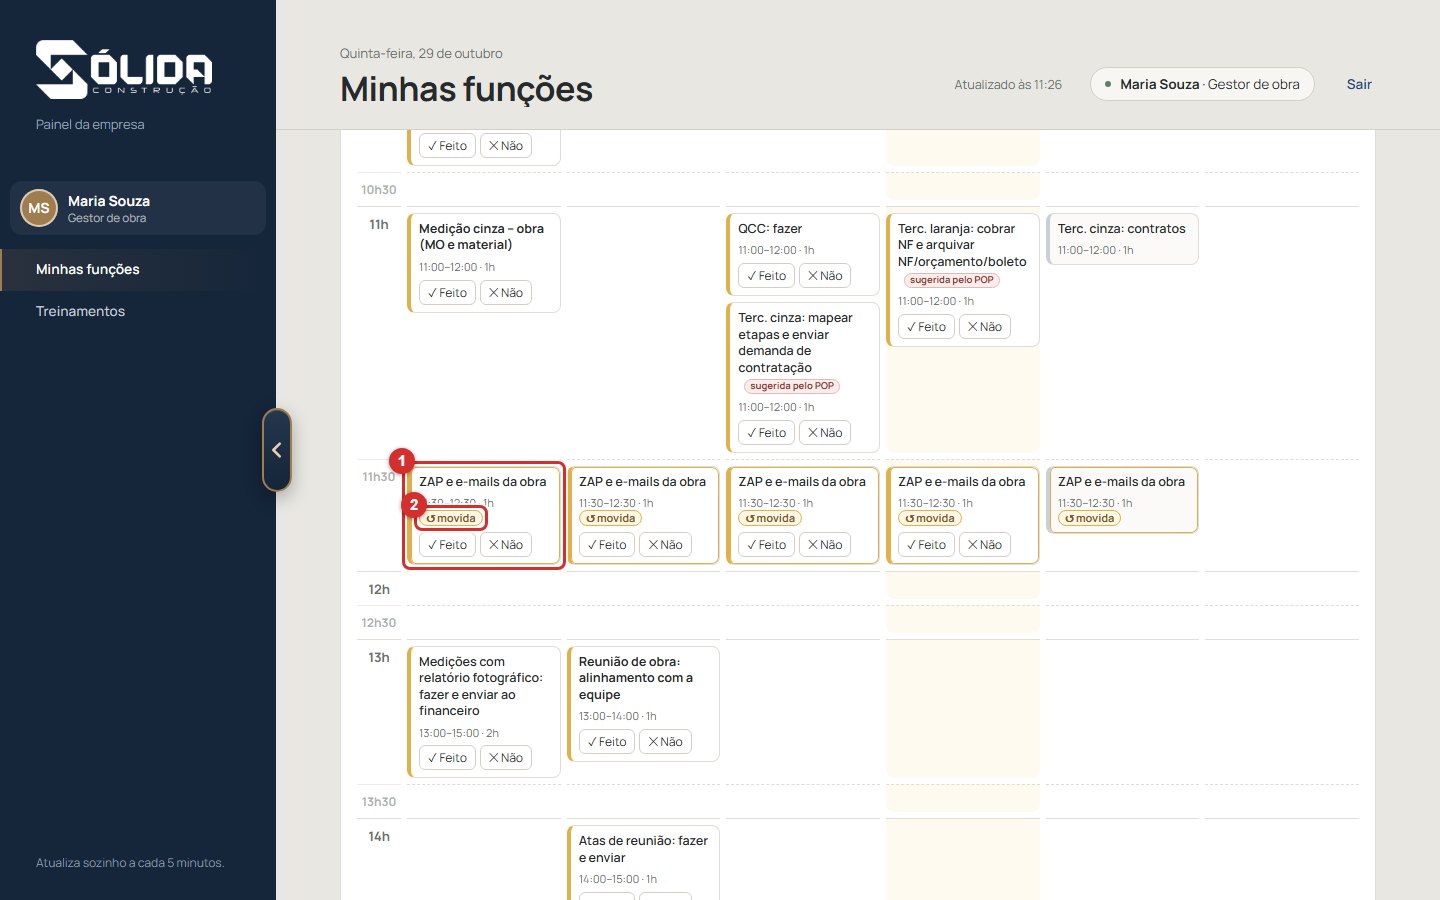 SÓLIDA
CONSTRUÇÃO
Painel da empresa
MS
Maria Souza
Gestor de obra
Minhas funções
Treinamentos
Atualiza sozinho a cada 5 minutos.
Quinta-feira, 29 de outubro
Minhas funções
Atualizado às 11:26
Maria Souza · Gestor de obra
Sair
✓ Feito
✕ Não
10h30
11h
Medição cinza – obra
(MO e material)
11:00–12:00 · 1h
✓ Feito
✕ Não
QCC: fazer
11:00–12:00 · 1h
✓ Feito
✕ Não
Terc. cinza: mapear
etapas e enviar
demanda de
contratação
sugerida pelo POP
11:00–12:00 · 1h
✓ Feito
✕ Não
Terc. laranja: cobrar
NF e arquivar
NF/orçamento/boleto
sugerida pelo POP
11:00–12:00 · 1h
✓ Feito
✕ Não
Terc. cinza: contratos
11:00–12:00 · 1h
11h30
1
ZAP e e-mails da obra
2
↺ movida
✓ Feito
✕ Não
ZAP e e-mails da obra
11:30–12:30 · 1h
↺ movida
✓ Feito
✕ Não
ZAP e e-mails da obra
11:30–12:30 · 1h
↺ movida
✓ Feito
✕ Não
ZAP e e-mails da obra
11:30–12:30 · 1h
↺ movida
✓ Feito
✕ Não
ZAP e e-mails da obra
11:30–12:30 · 1h
↺ movida
12h
12h30
13h
Medições com
relatório fotográfico:
fazer e enviar ao
financeiro
13:00–15:00 · 2h
✓ Feito
✕ Não
Reunião de obra:
alinhamento com a
equipe
13:00–14:00 · 1h
✓ Feito
✕ Não
13h30
14h
Atas de reunião: fazer
e enviar
14:00–15:00 · 1h